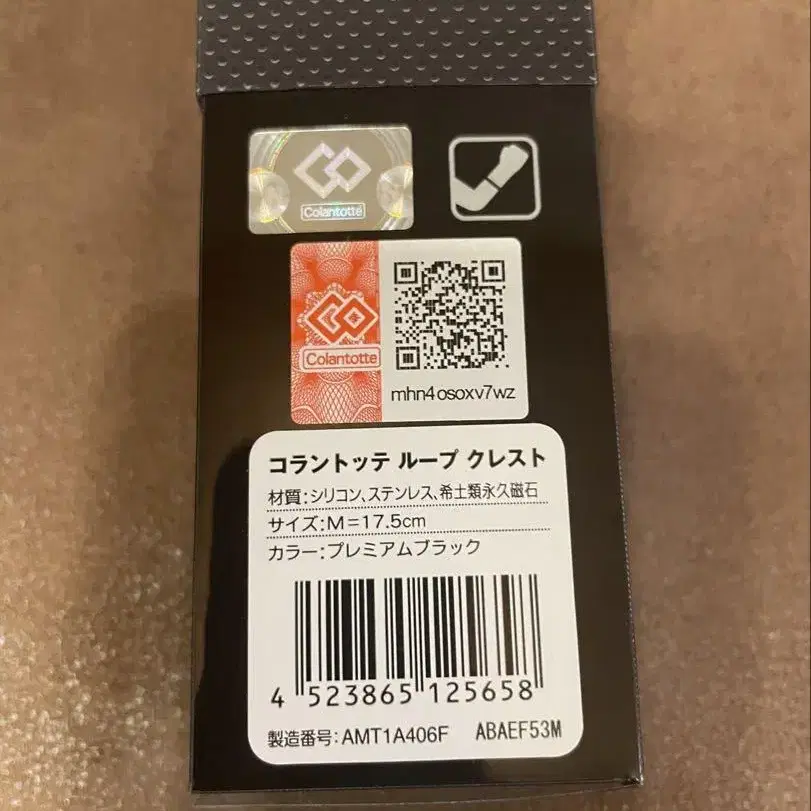 Colantotte
Colantotte
mhn4osoxv7wz
コラントッテ ループ クレスト
材質:シリコン、ステンレス、希土類永久磁石
サイズ:M=17.5cm
カラー:プレミアムブラック
4 523865 125658
製造番号:AMT1A406F ABAEF53M